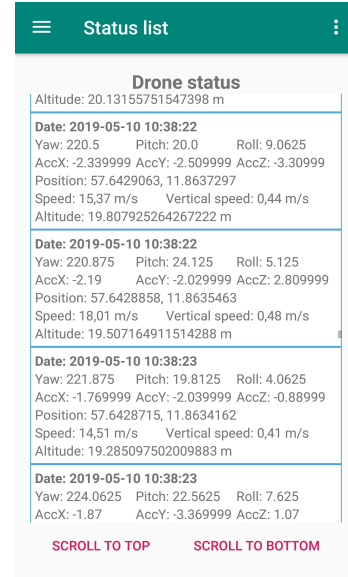 Status list
Drone status
Altitude: 20.13155751547398 m
Date: 2019-05-10 10:38:22
Yaw: 220.5 Pitch: 20.0 Roll: 9.0625
AccX: -2.339999 AccY: -2.509999 AccZ: -3.30999
Position: 57.6429063, 11.8637297
Speed: 15,37 m/s Vertical speed: 0,44 m/s
Altitude: 19.807925264267222 m
Date: 2019-05-10 10:38:22
Yaw: 220.875 Pitch: 24.125 Roll: 5.125
AccX: -2.19 AccY: -2.029999 AccZ: 2.809999
Position: 57.6428858, 11.8635463
Speed: 18,01 m/s Vertical speed: 0,48 m/s
Altitude: 19.507164911514288 m
Date: 2019-05-10 10:38:23
Yaw: 221.875 Pitch: 19.8125 Roll: 4.0625
AccX: -1.769999 AccY: -2.039999 AccZ: -0.88999
Position: 57.6428715, 11.8634162
Speed: 14,51 m/s Vertical speed: 0,41 m/s
Altitude: 19.285097502009883 m
Date: 2019-05-10 10:38:23
Yaw: 224.0625 Pitch: 22.5625 Roll: 7.625
AccX: -1.87 AccY: -3.369999 AccZ: 1.07
SCROLL TO TOP SCROLL TO BOTTOM